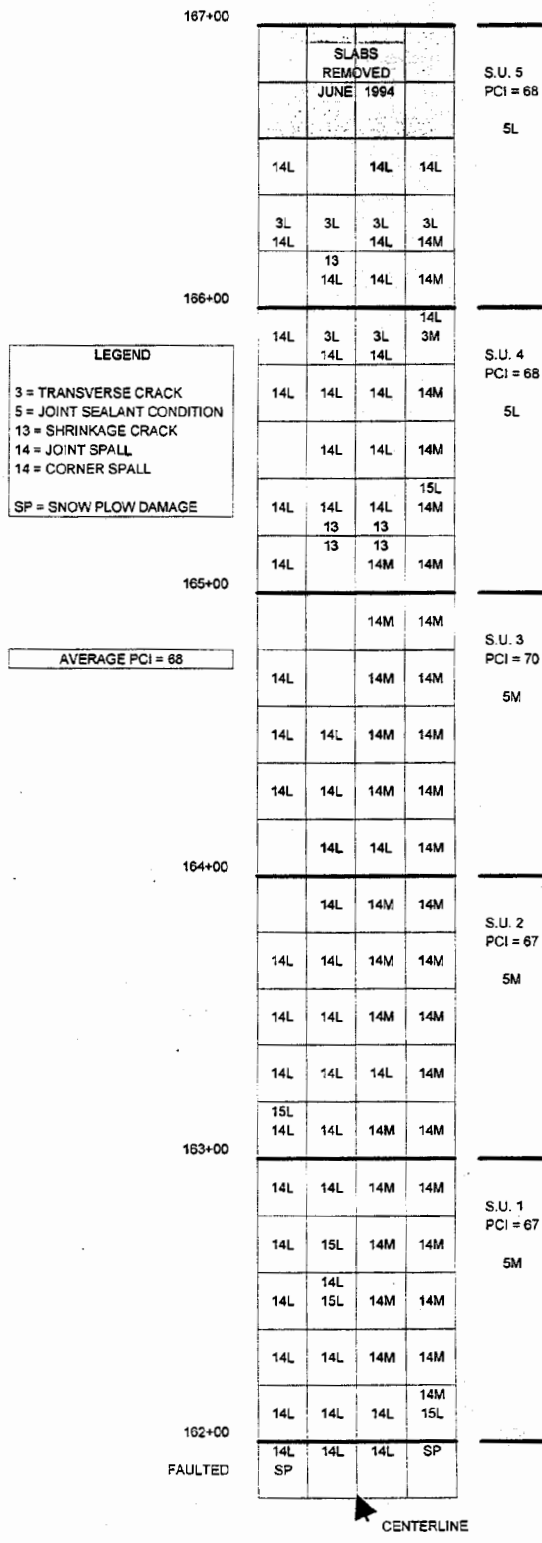 167+00
SLABS
REMOVED
JUNE 1994
S.U. 5
PCI = 68
5L
14L 14L 14L
3L 3L 3L 3L
14L 14L 14M
13
14L 14L 14M
166+00
14L
14L 3L 3L 3M
14L 14L
LEGEND
3 = TRANSVERSE CRACK
5 = JOINT SEALANT CONDITION
13 = SHRINKAGE CRACK
14 = JOINT SPALL
14 = CORNER SPALL
SP = SNOW PLOW DAMAGE
S.U. 4
PCI = 68
5L
14L 14L 14L 14M
14L 14L 14M
15L
14L 14L 14L 14M
13 13
13 13
14L 14M 14M
165+00
14M 14M
S.U. 3
PCI = 70
5M
AVERAGE PCI = 68
14L 14M 14M
14L 14L 14M 14M
14L 14L 14M 14M
14L 14L 14M
164+00
14L 14M 14M
S.U. 2
PCI = 67
5M
14L 14L 14M 14M
14L 14L 14M 14M
14L 14L 14L 14M
15L
14L 14L 14M 14M
163+00
14L 14L 14M 14M
S.U. 1
PCI = 67
5M
14L 15L 14M 14M
14L
14L 15L 14M 14M
14L 14L 14M 14M
14M
14L 14L 14L 15L
162+00
14L 14L 14L SP
FAULTED
SP
CENTERLINE